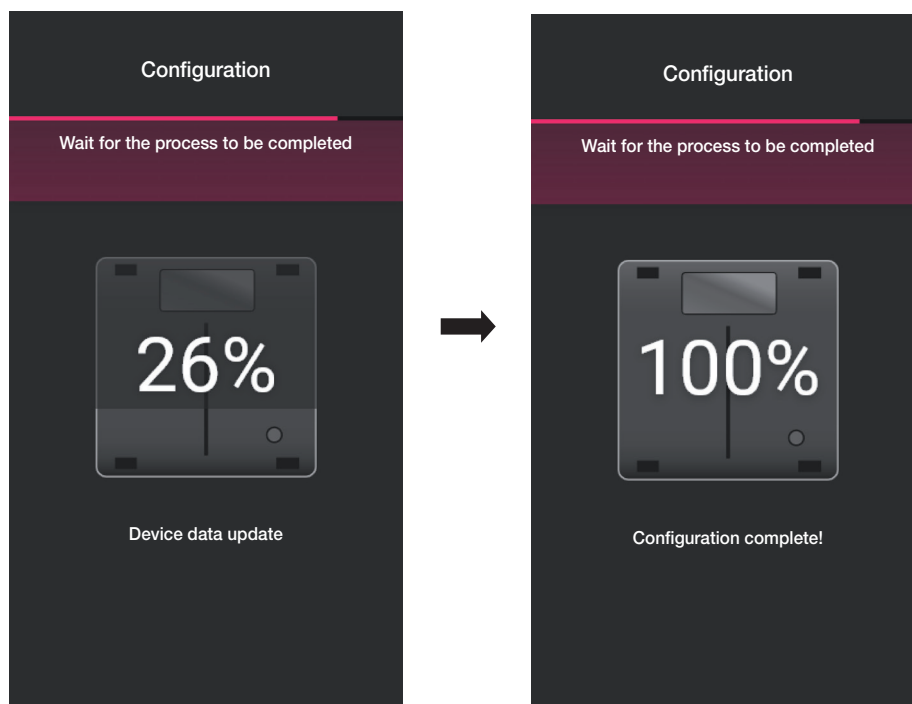 Configuration
Wait for the process to be completed
26%
Device data update
Configuration
Wait for the process to be completed
100%
Configuration complete!